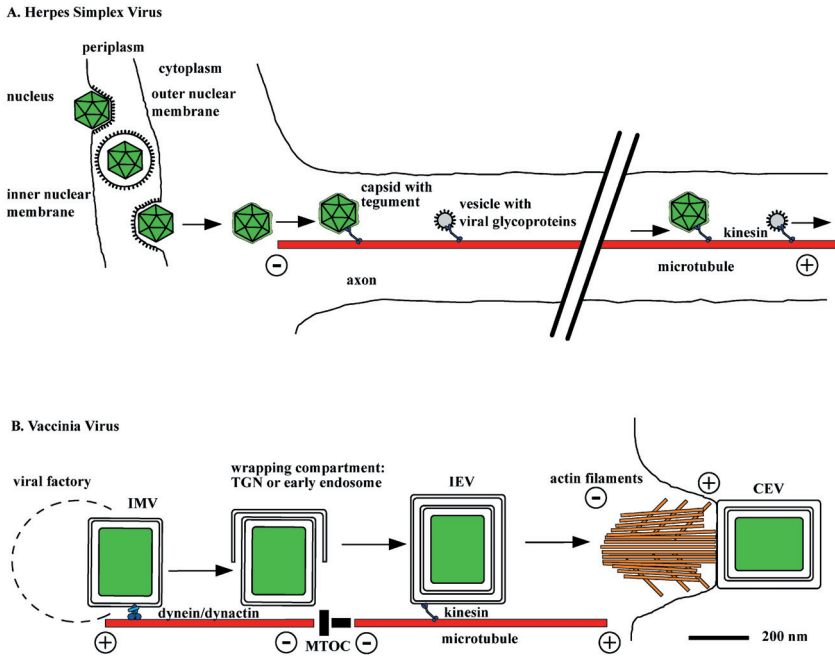 A. Herpes Simplex Virus
periplasm
cytoplasm
nucleus
outer nuclear
membrane
inner nuclear
membrane
capsid with
tegument
vesicle with
viral glycoproteins
kinesin
−
microtubule
+
axon
B. Vaccinia Virus
viral factory
wrapping compartment:
TGN or early endosome
IMV
IEV
actin filaments
−
+
CEV
dynein/dynactin
kinesin
+
−
MTOC
−
microtubule
+
200 nm